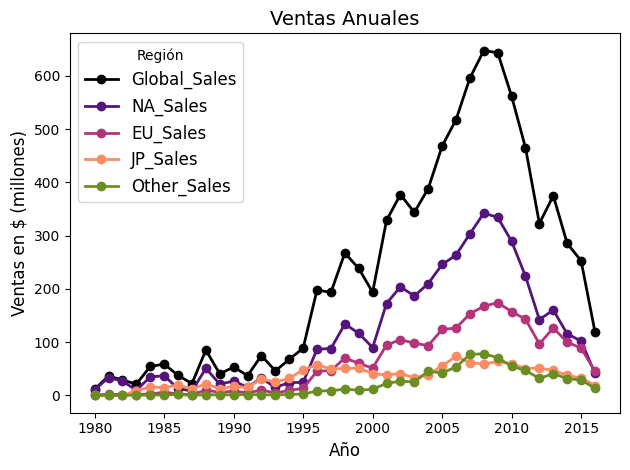 Ventas Anuales
Ventas en $ (millones)
Región
Global_Sales
NA_Sales
EU_Sales
JP_Sales
Other_Sales
600
500
400
300
200
100
0
1980 1985 1990 1995 2000 2005 2010 2015
Año